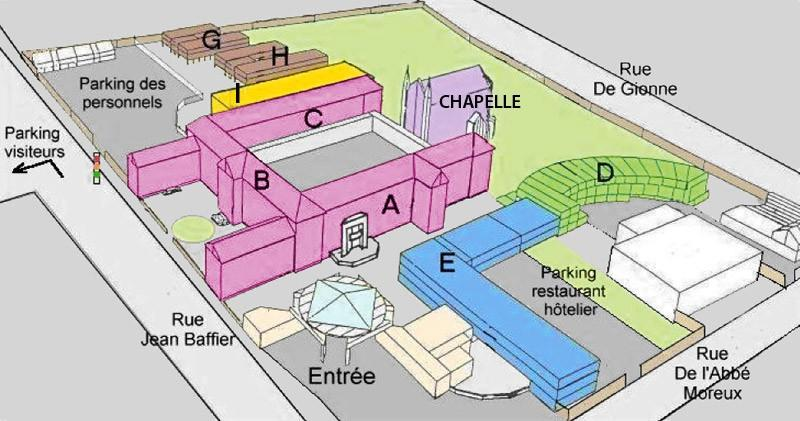 G
H
Rue
De Gionne
Parking des
personnels
I
CHAPELLE
C
Parking
visiteurs
D
B
A
E
Parking
restaurant
hôtelier
Rue
Jean Baffier
Entrée
Rue
De l'Abbé
Moreux